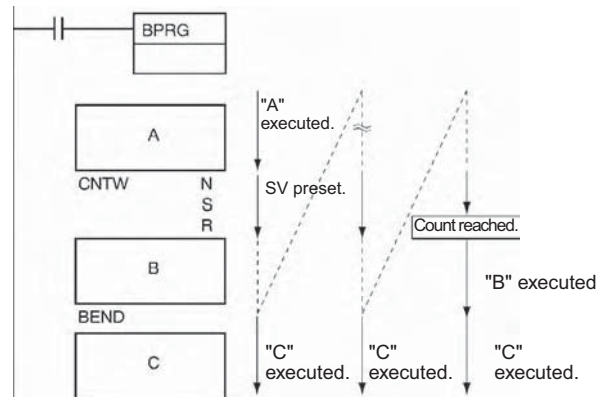 BPRG
A
CNTW N
S
R
B
BEND
C
"A"
executed.
SV preset.
Count reached.
"B" executed
"C"
executed.
"C"
executed.
"C"
executed.